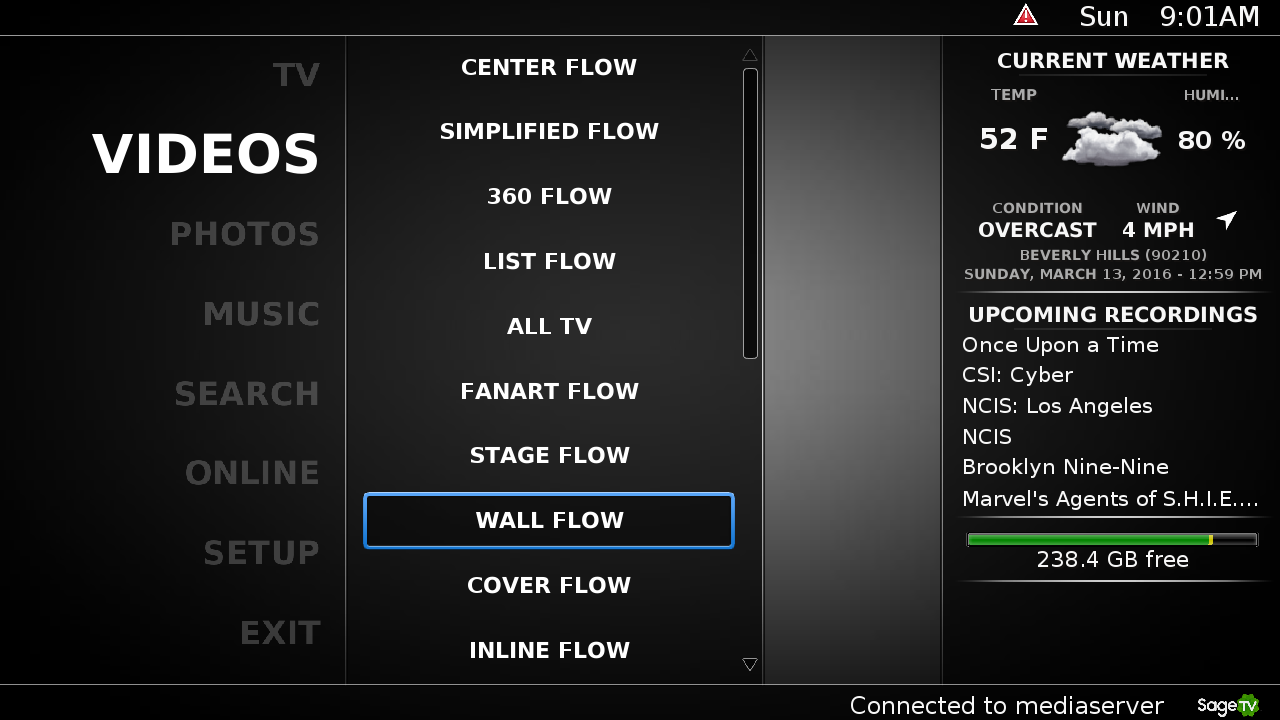 Sun 9:01AM
TV
VIDEOS
PHOTOS
MUSIC
SEARCH
ONLINE
SETUP
EXIT
CENTER FLOW
SIMPLIFIED FLOW
360 FLOW
LIST FLOW
ALL TV
FANART FLOW
STAGE FLOW
WALL FLOW
COVER FLOW
INLINE FLOW
CURRENT WEATHER
TEMP HUMI...
52 F 80 %
CONDITION WIND
OVERCAST 4 MPH
BEVERLY HILLS (90210)
SUNDAY, MARCH 13, 2016 - 12:59 PM
UPCOMING RECORDINGS
Once Upon a Time
CSI: Cyber
NCIS: Los Angeles
NCIS
Brooklyn Nine-Nine
Marvel's Agents of S.H.I.E....
238.4 GB free
Connected to mediaserver SageTV